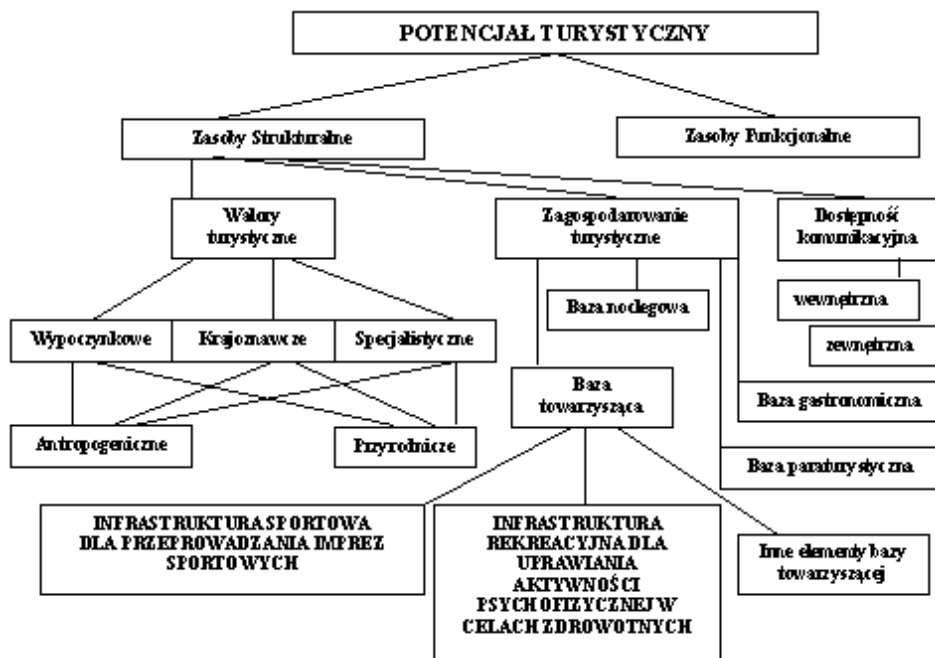 POTENCJAŁ TURYSTYCZNY
Zasoby Strukturalne
Zasoby Funkcjonalne
Walory
turystyczne
Zagospodarowanie
turystyczne
Dostępność
komunikacyjna
Baza noclegowa
wewnętrzna
zewnętrzna
Wypoczynkowe
Krajoznawcze
Specjalistyczne
Baza
towarzysząca
Baza gastronomiczna
Antropogeniczne
Przyrodnicze
Baza paraturystyczna
INFRASTRUKTURA SPORTOWA
DLA PRZEPROWADZANIA IMPREZ
SPORTOWYCH
INFRASTRUKTURA
REKREACYJNA DLA
UPRAWIANIA
AKTYWNOŚCI
PSYCHOFIZYCZNEJ W
CELACH ZDROWOTNYCH
Inne elementy bazy
towarzyszącej